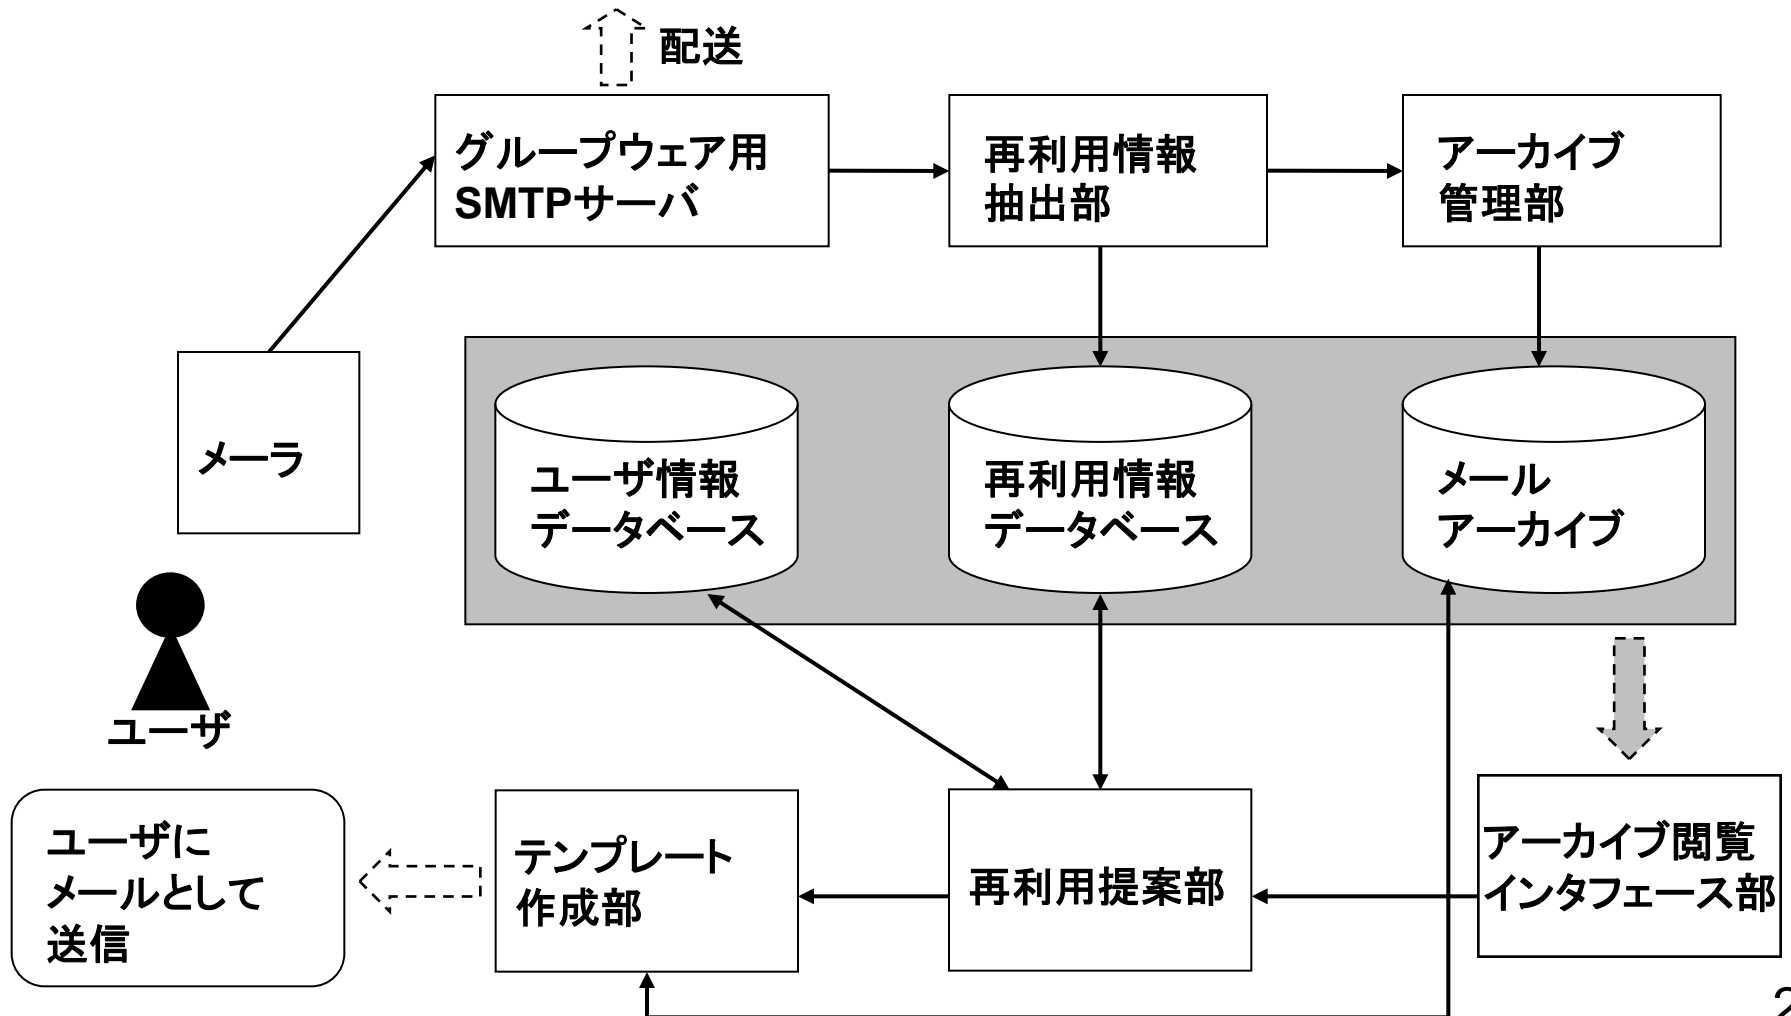 配送
グループウェア用
SMTPサーバ
再利用情報
抽出部
アーカイブ
管理部
メーラ
ユーザ情報
データベース
再利用情報
データベース
メール
アーカイブ
ユーザ
ユーザに
メールとして
送信
テンプレート
作成部
再利用提案部
アーカイブ閲覧
インタフェース部